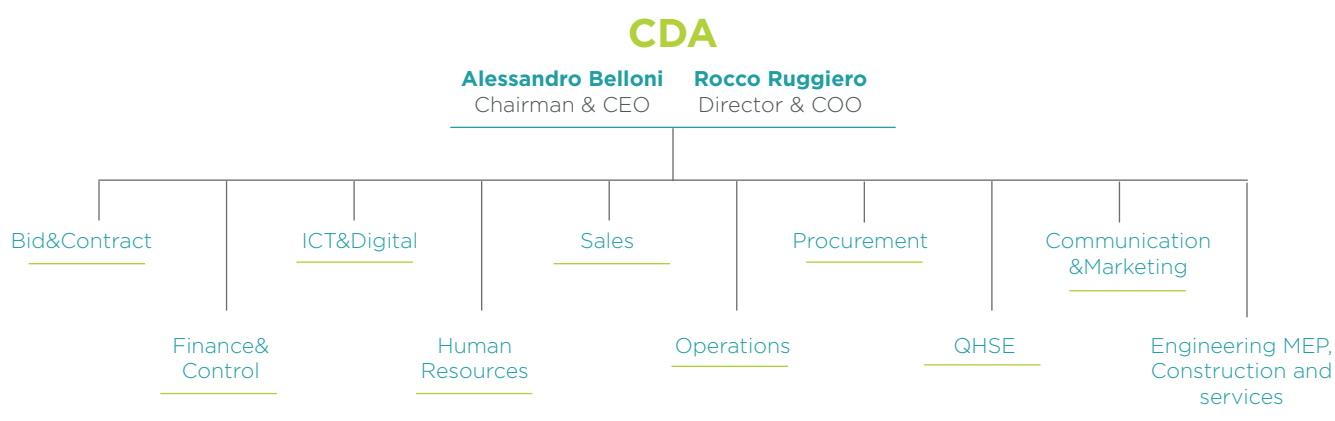 CDA
Alessandro Belloni
Chairman & CEO
Rocco Ruggiero
Director & COO
Bid&Contract
ICT&Digital
Sales
Procurement
Communication
&Marketing
Finance&
Control
Human
Resources
Operations
QHSE
Engineering MEP,
Construction and
services